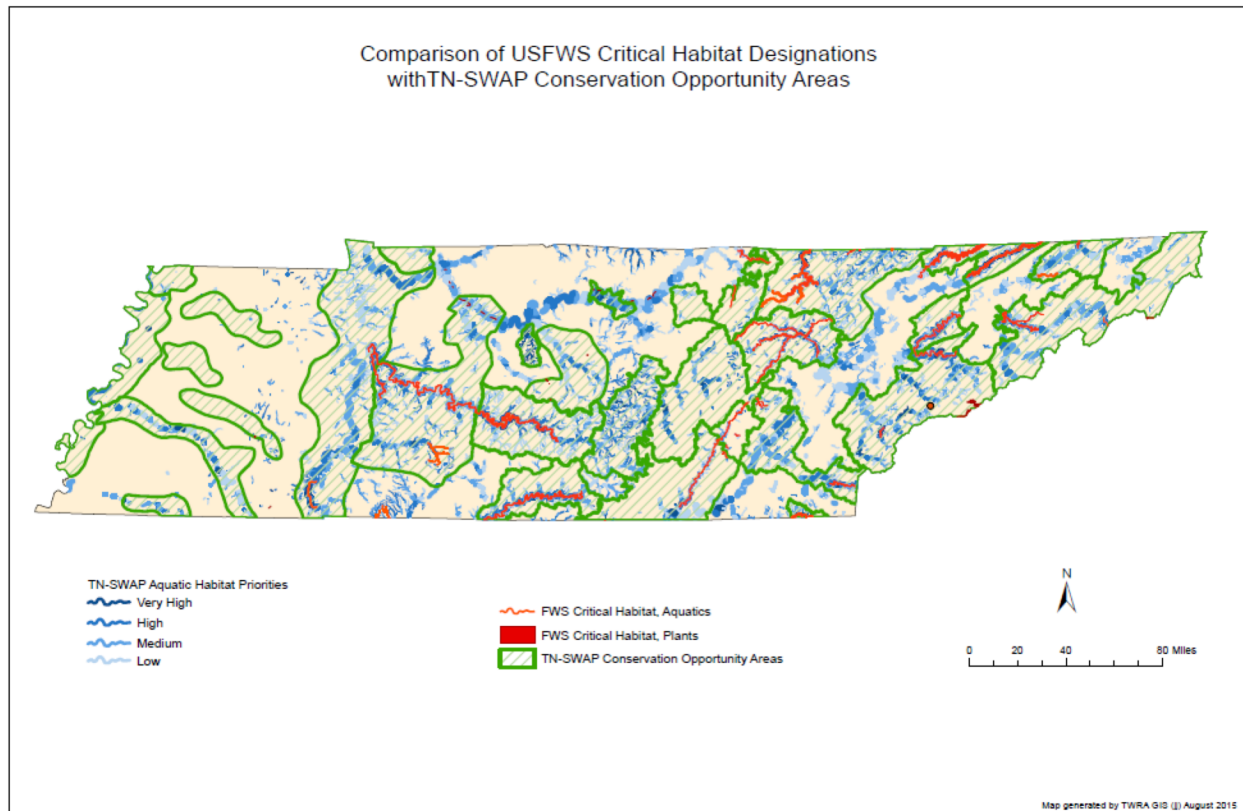 Comparison of USFWS Critical Habitat Designations
withTN-SWAP Conservation Opportunity Areas
TN-SWAP Aquatic Habitat Priorities
Very High
High
Medium
Low
FWS Critical Habitat, Aquatics
FWS Critical Habitat, Plants
TN-SWAP Conservation Opportunity Areas
N
0 20 40 60 80 Miles
Map generated by TWRA GIS (jj) August 2015